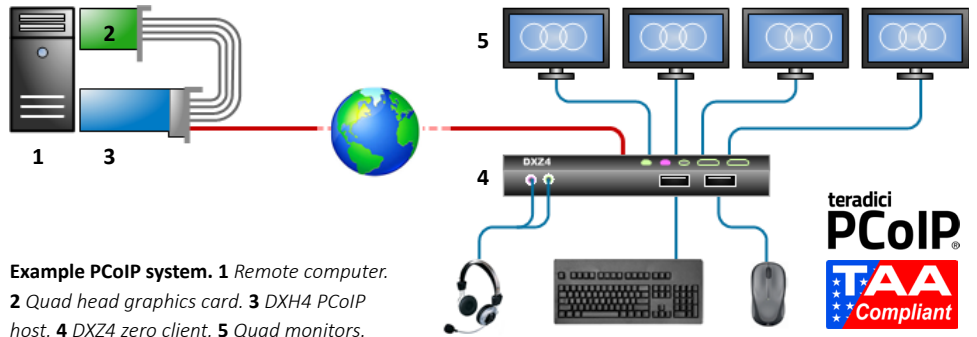 2
5
1
3
DXZ4
4
teradici
PCoIP®
TAA
Compliant
Example PCoIP system. 1 Remote computer.
2 Quad head graphics card. 3 DXH4 PCoIP
host. 4 DXZ4 zero client. 5 Quad monitors.